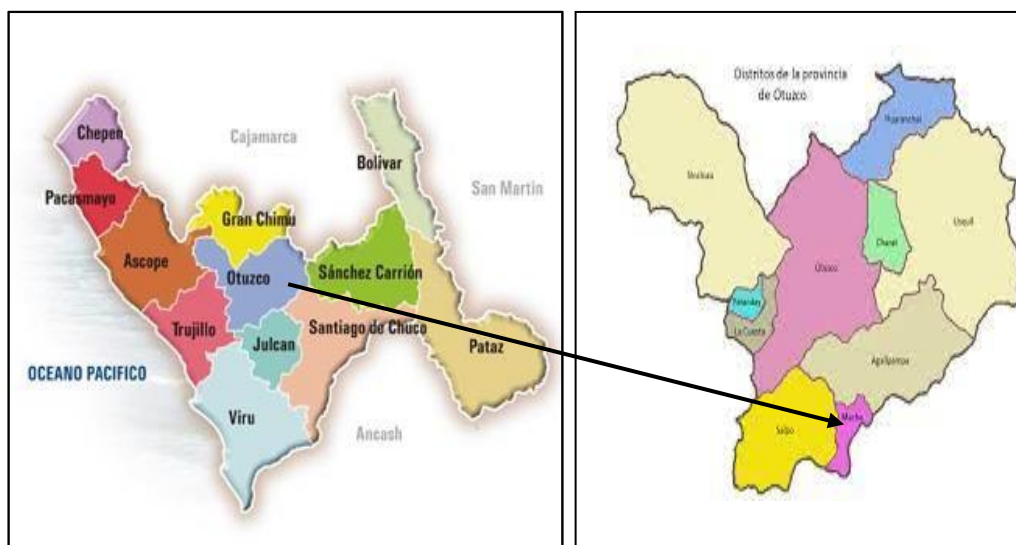 Chepen
Cajamarca
Bolivar
San Martín
Pacasmayo
Gran Chimu
Ascope
Otuzco
Sánchez Carrión
Trujillo
Santiago de Chuco
Julcan
Pataz
OCEANO PACIFICO
Viru
Ancash
Distritos de la provincia
de Otuzco
Huaranchal
Usquil
Charat
Otuzco
La Cuesta
Agallpampa
Mache
Salpo